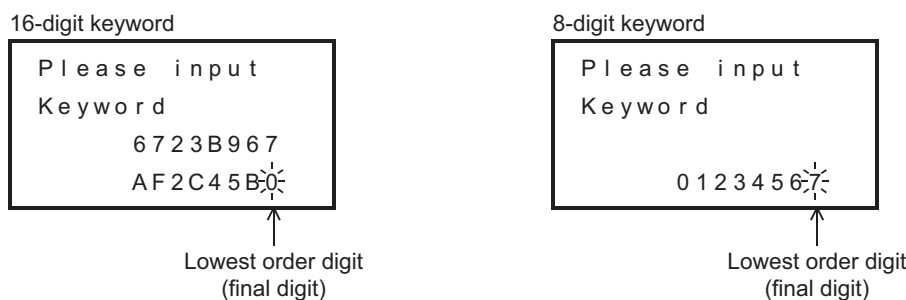 16-digit keyword
Please input
Keyword
6723B967
AF2C45B0
Lowest order digit
(final digit)
8-digit keyword
Please input
Keyword
01234567
Lowest order digit
(final digit)